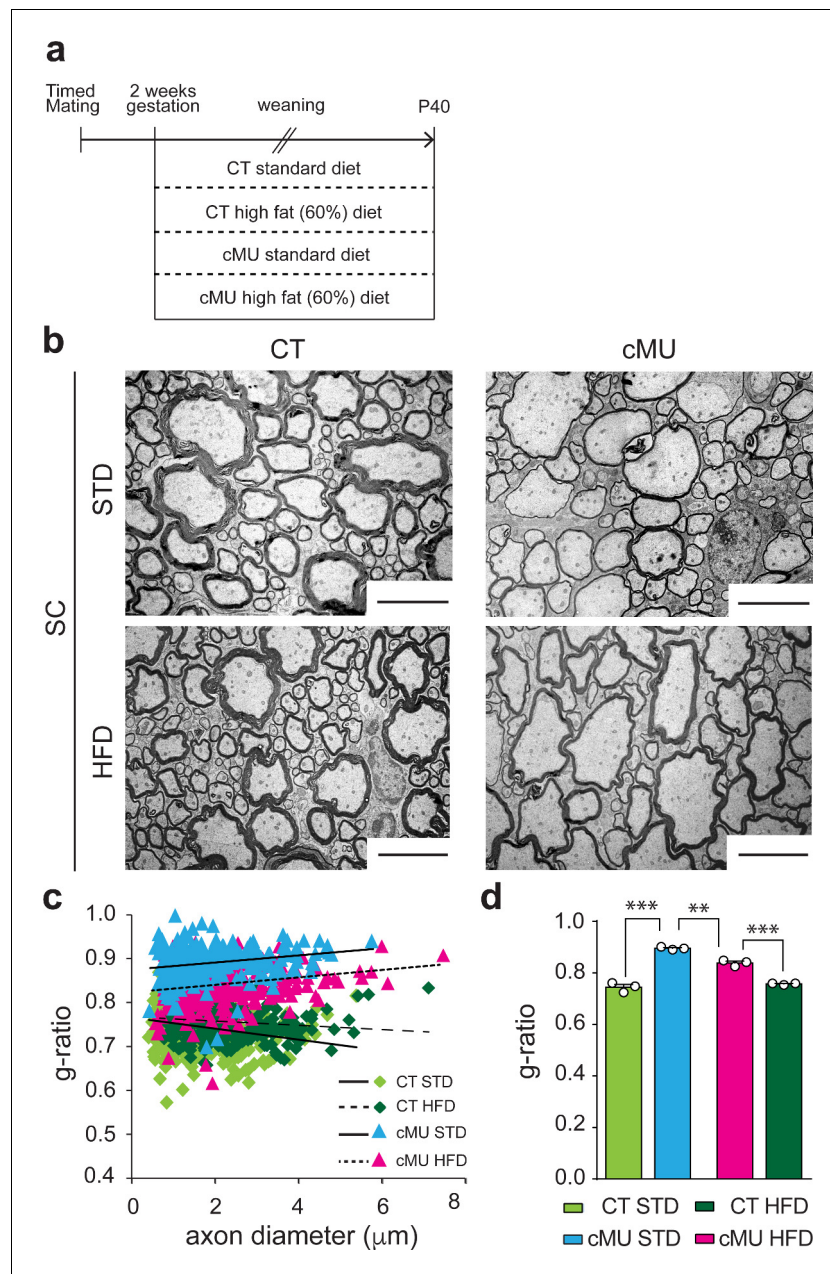 a
Timed
Mating
2 weeks
gestation
weaning
P40
CT standard diet
CT high fat (60%) diet
cMU standard diet
cMU high fat (60%) diet
b
CT
cMU
SC
STD
HFD
c
1.0
0.9
0.8
0.7
0.6
0.5
0.4
g-ratio
0
2
4
6
8
axon diameter (μm)
CT STD
CT HFD
cMU STD
cMU HFD
d
*** ** ***
1.0
0.8
0.6
0.4
0.2
0.0
g-ratio
CT STD
CT HFD
cMU STD
cMU HFD